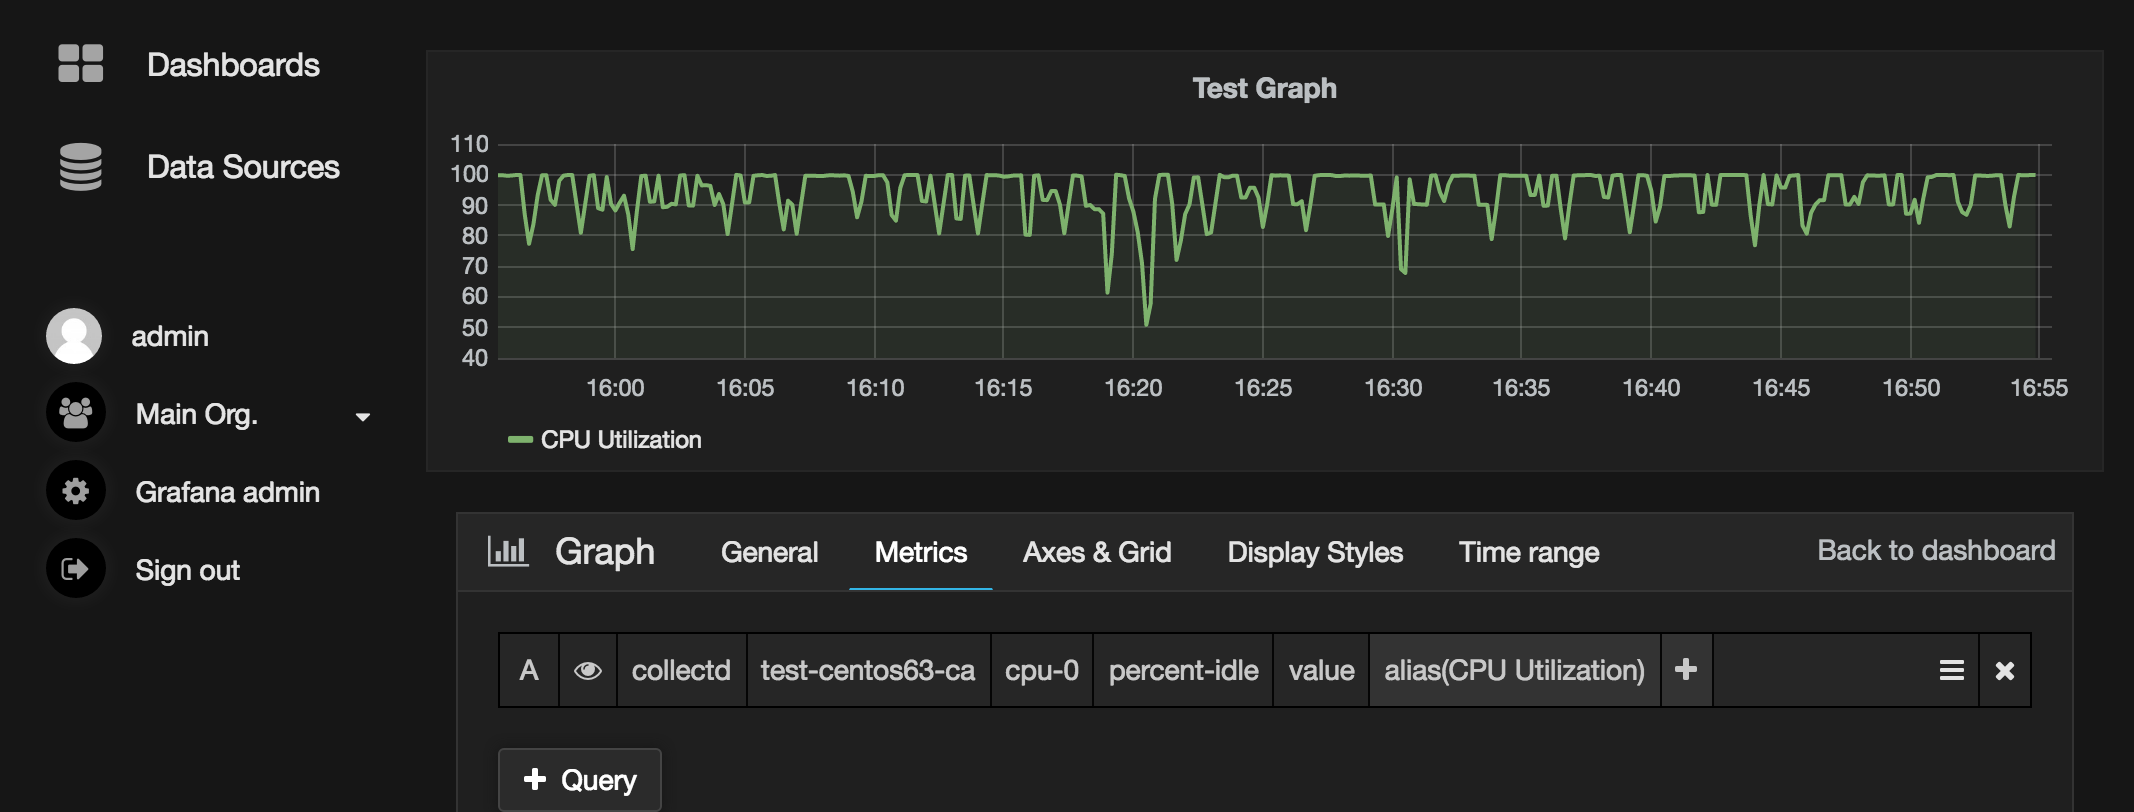 Dashboards
Data Sources
admin
Main Org.
Grafana admin
Sign out
Test Graph
110
100
90
80
70
60
50
40
16:00 16:05 16:10 16:15 16:20 16:25 16:30 16:35 16:40 16:45 16:50 16:55
CPU Utilization
Graph General Metrics Axes & Grid Display Styles Time range Back to dashboard
A collectd test-centos63-ca cpu-0 percent-idle value alias(CPU Utilization) +
+ Query